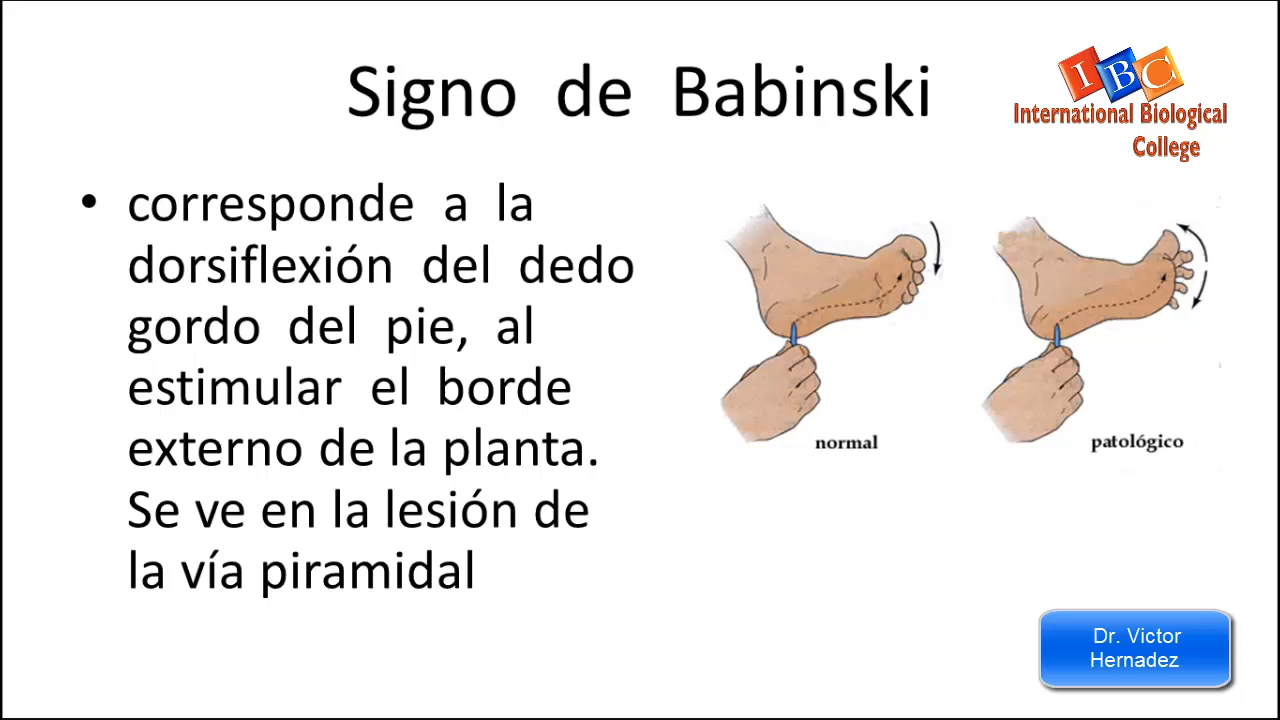 Signo de Babinski
IBC
International Biological
College
• corresponde a la
dorsiflexión del dedo
gordo del pie, al
estimular el borde
externo de la planta.
Se ve en la lesión de
la vía piramidal
normal
patológico
Dr. Victor
Hernadez